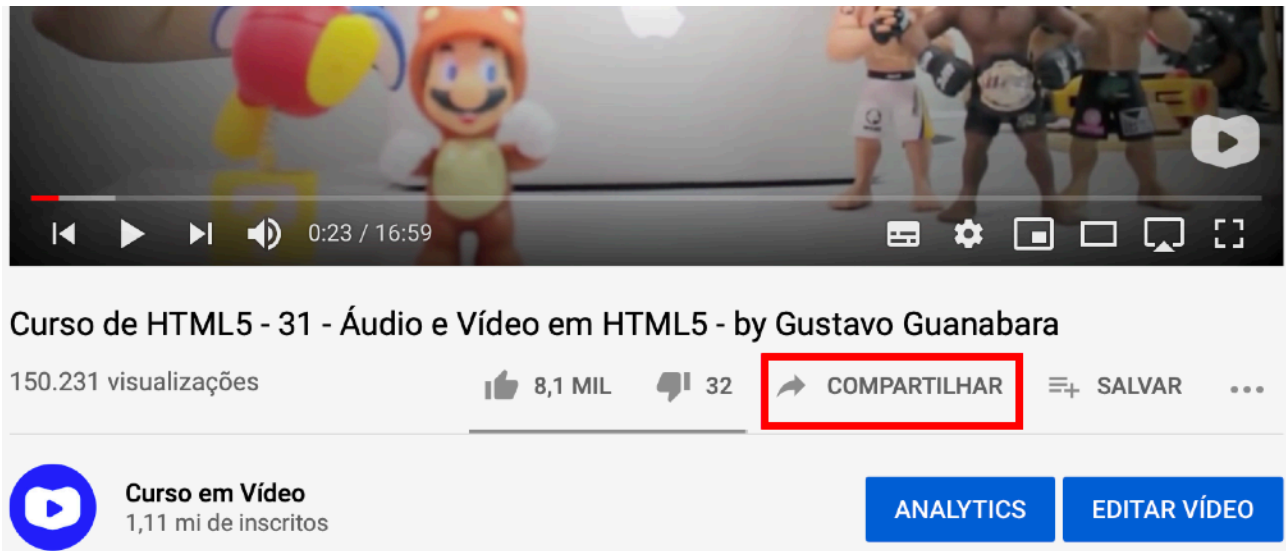 0:23 / 16:59
Curso de HTML5 - 31 - Áudio e Vídeo em HTML5 - by Gustavo Guanabara
150.231 visualizações 8,1 MIL 32 COMPARTILHAR SALVAR
Curso em Vídeo
1,11 mi de inscritos
ANALYTICS EDITAR VÍDEO